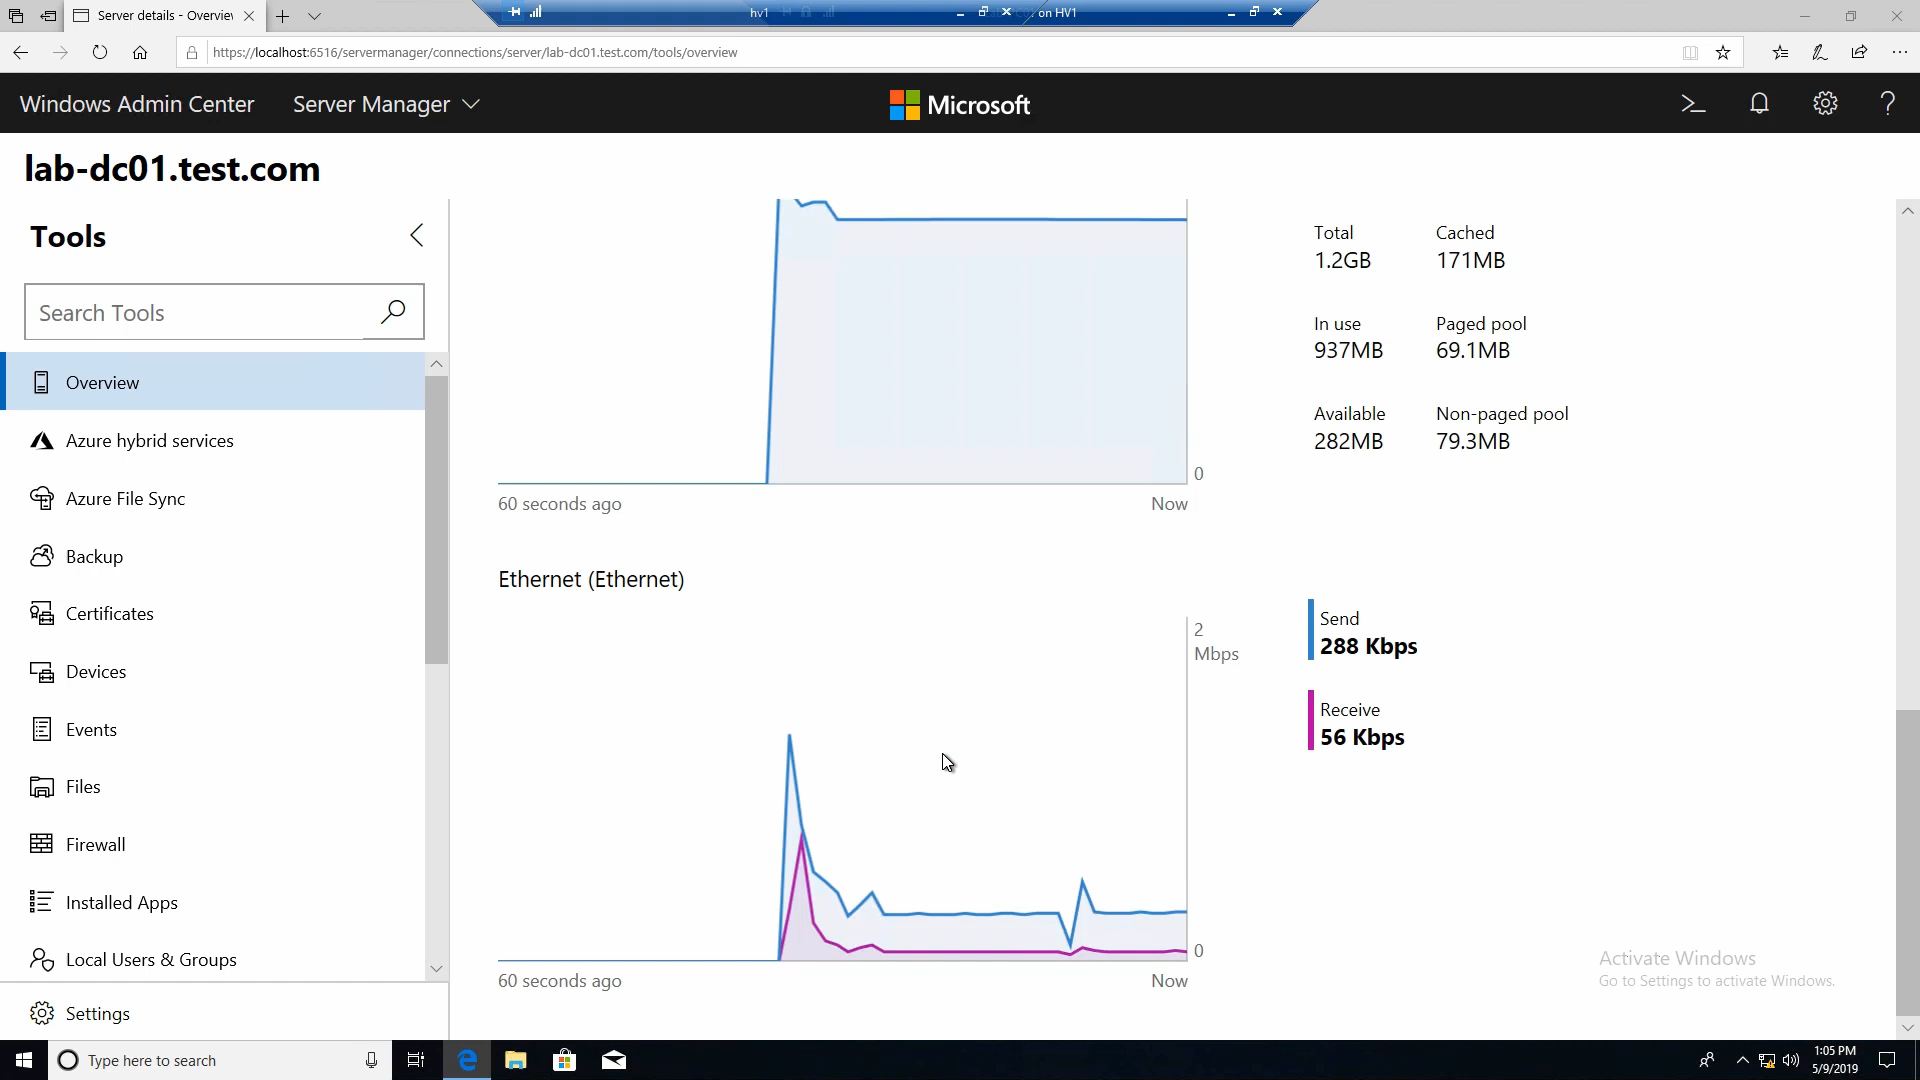 Server details - Overview
hv1
on HV1
https://localhost:6516/servermanager/connections/server/lab-dc01.test.com/tools/overview
Windows Admin Center
Server Manager
Microsoft
lab-dc01.test.com
Tools
Search Tools
Overview
Azure hybrid services
Azure File Sync
Backup
Certificates
Devices
Events
Files
Firewall
Installed Apps
Local Users & Groups
Settings
0
60 seconds ago
Now
Total
1.2GB
Cached
171MB
In use
937MB
Paged pool
69.1MB
Available
282MB
Non-paged pool
79.3MB
Ethernet (Ethernet)
2
Mbps
0
60 seconds ago
Now
Send
288 Kbps
Receive
56 Kbps
Activate Windows
Go to Settings to activate Windows.
Type here to search
1:05 PM
5/9/2019